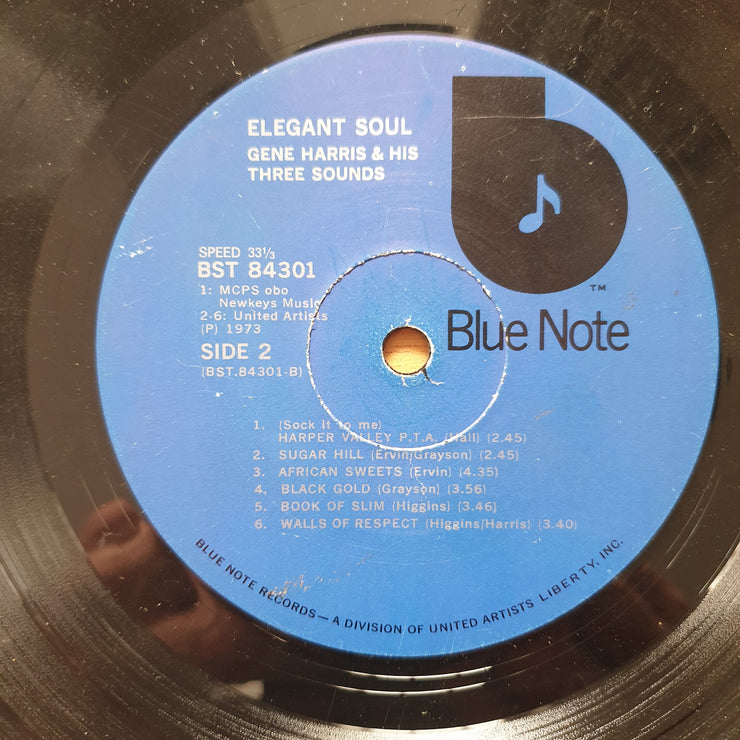 ELEGANT SOUL
GENE HARRIS & HIS
THREE SOUNDS
SPEED 33⅓
BST 84301
1: MCPS obo
Newkeys Music
2-6: United Artists
(P) 1973
SIDE 2
(BST.84301-B)
TM
Blue Note
1. (Sock It to me)
HARPER VALLEY P.T.A. (Hall) (2.45)
2. SUGAR HILL (Ervin/Grayson) (2.45)
3. AFRICAN SWEETS (Ervin) (4.35)
4. BLACK GOLD (Grayson) (3.56)
5. BOOK OF SLIM (Higgins) (3.46)
6. WALLS OF RESPECT (Higgins/Harris) (3.40)
BLUE NOTE RECORDS—A DIVISION OF UNITED ARTISTS LIBERTY, INC.